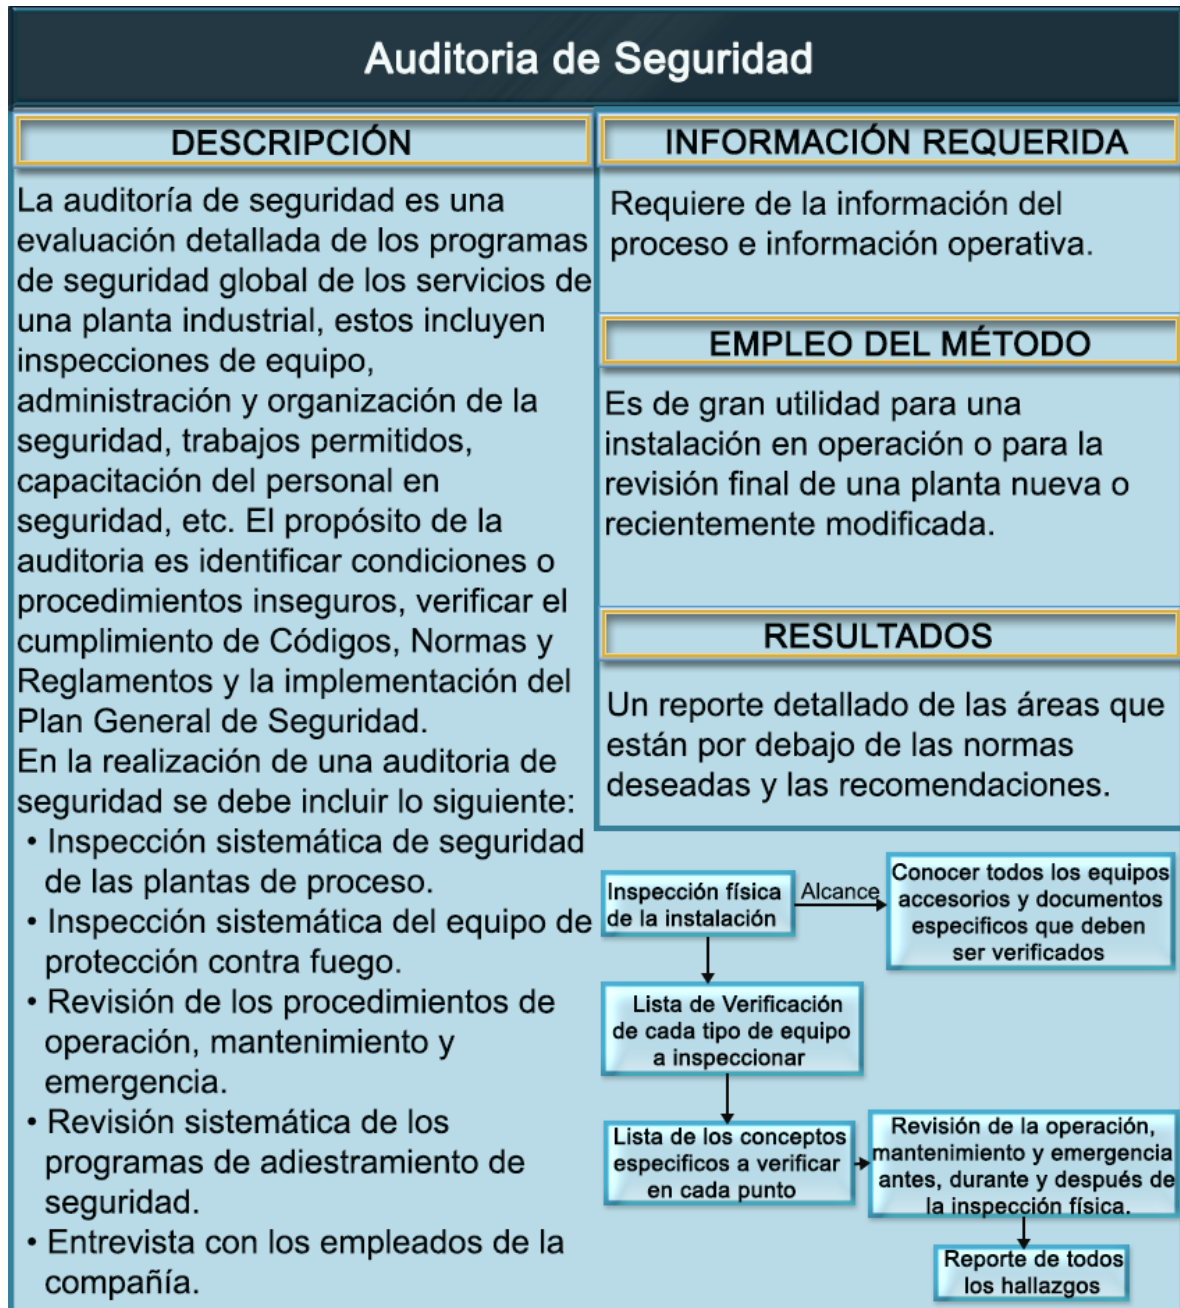 Auditoria de Seguridad
DESCRIPCIÓN
La auditoría de seguridad es una
evaluación detallada de los programas
de seguridad global de los servicios de
una planta industrial, estos incluyen
inspecciones de equipo,
administración y organización de la
seguridad, trabajos permitidos,
capacitación del personal en
seguridad, etc. El propósito de la
auditoria es identificar condiciones o
procedimientos inseguros, verificar el
cumplimiento de Códigos, Normas y
Reglamentos y la implementación del
Plan General de Seguridad.
En la realización de una auditoria de
seguridad se debe incluir lo siguiente:
• Inspección sistemática de seguridad
de las plantas de proceso.
• Inspección sistemática del equipo de
protección contra fuego.
• Revisión de los procedimientos de
operación, mantenimiento y
emergencia.
• Revisión sistemática de los
programas de adiestramiento de
seguridad.
• Entrevista con los empleados de la
compañía.
INFORMACIÓN REQUERIDA
Requiere de la información del
proceso e información operativa.
EMPLEO DEL MÉTODO
Es de gran utilidad para una
instalación en operación o para la
revisión final de una planta nueva o
recientemente modificada.
RESULTADOS
Un reporte detallado de las áreas que
están por debajo de las normas
deseadas y las recomendaciones.
Inspección física
de la instalación
Alcance
Conocer todos los equipos
accesorios y documentos
especificos que deben
ser verificados
Lista de Verificación
de cada tipo de equipo
a inspeccionar
Lista de los conceptos
especificos a verificar
en cada punto
Revisión de la operación,
mantenimiento y emergencia
antes, durante y después de
la inspección física.
Reporte de todos
los hallazgos